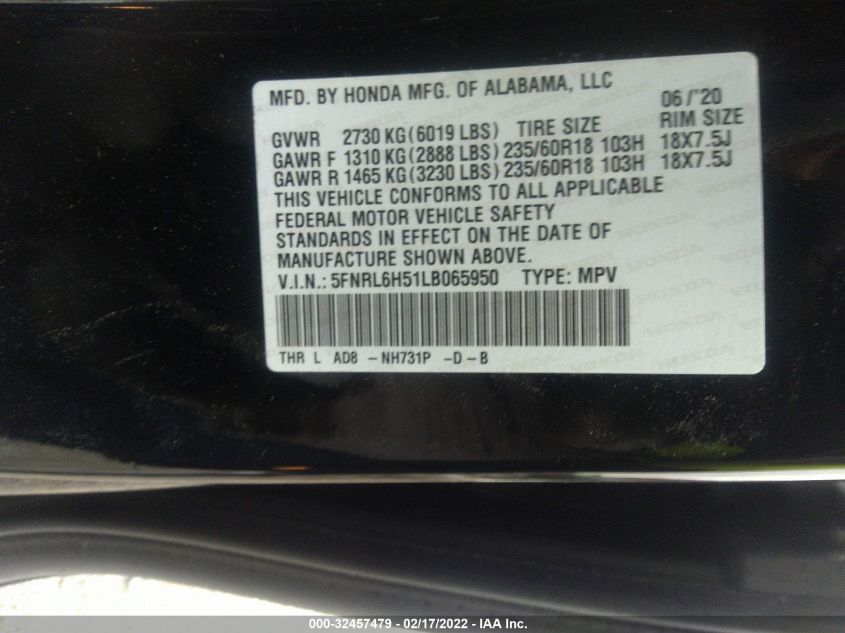 MFD. BY HONDA MFG. OF ALABAMA, LLC 06/'20
GVWR 2730 KG(6019 LBS) TIRE SIZE RIM SIZE
GAWR F 1310 KG(2888 LBS) 235/60R18 103H 18X7.5J
GAWR R 1465 KG(3230 LBS) 235/60R18 103H 18X7.5J
THIS VEHICLE CONFORMS TO ALL APPLICABLE
FEDERAL MOTOR VEHICLE SAFETY
STANDARDS IN EFFECT ON THE DATE OF
MANUFACTURE SHOWN ABOVE.
V.I.N.: 5FNRL6H51LB065950 TYPE: MPV
THR L AD8 -NH731P -D-B
000-32457479 - 02/17/2022 - IAA Inc.